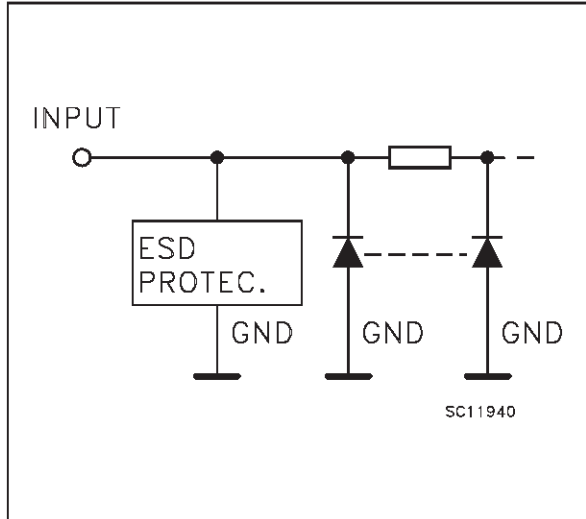 INPUT
ESD
PROTEC.
GND
GND
GND
SC11940